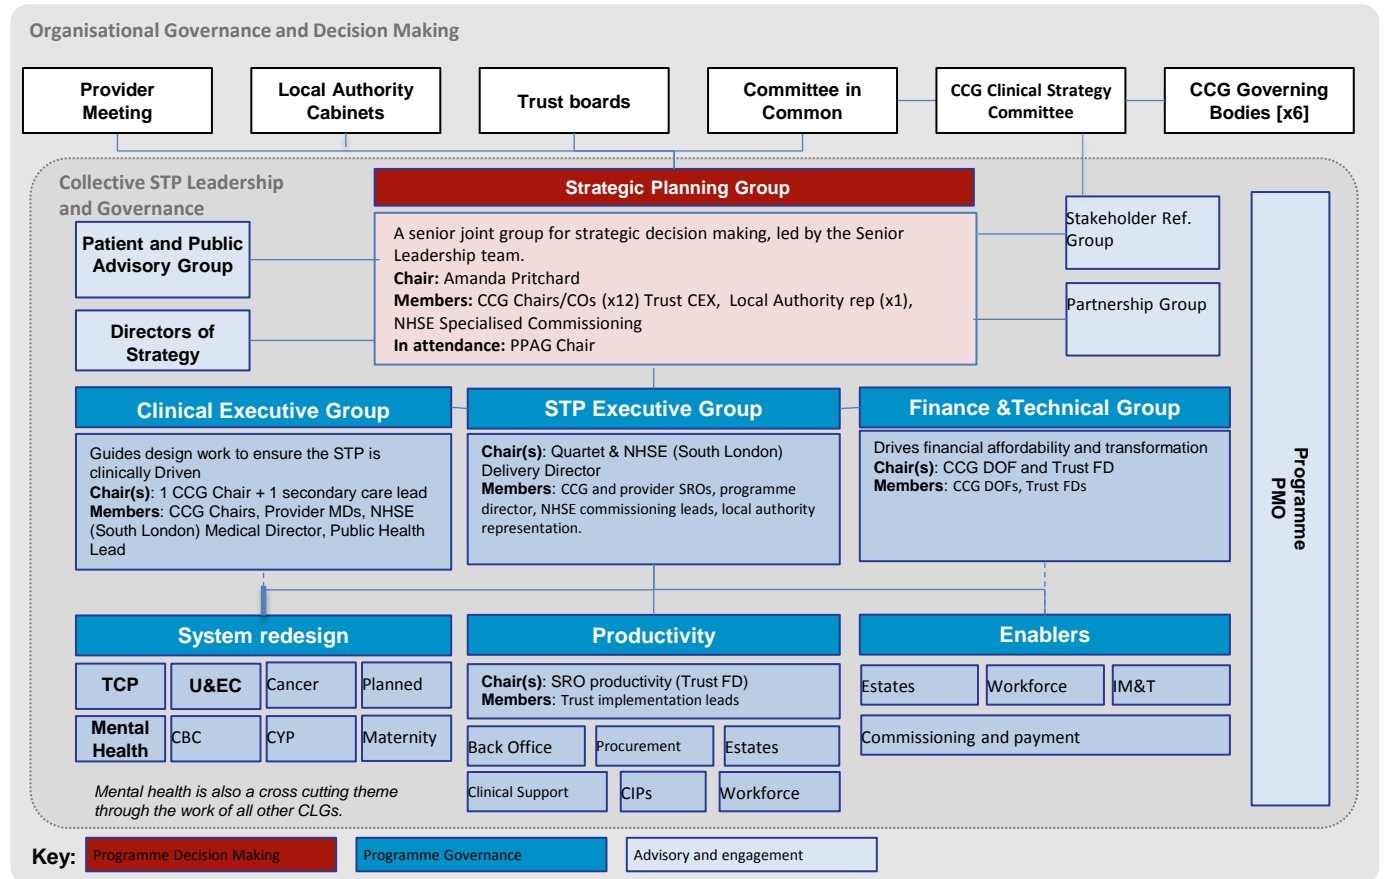 Organisational Governance and Decision Making
Provider
Meeting
Local Authority
Cabinets
Trust boards
Committee in
Common
CCG Clinical Strategy
Committee
CCG Governing
Bodies [x6]
Collective STP Leadership
and Governance
Strategic Planning Group
A senior joint group for strategic decision making, led by the Senior
Leadership team.
Chair: Amanda Pritchard
Members: CCG Chairs/COs (x12) Trust CEX, Local Authority rep (x1),
NHSE Specialised Commissioning
In attendance: PPAG Chair
Patient and Public
Advisory Group
Directors of
Strategy
Stakeholder Ref.
Group
Partnership Group
Programme
PMO
Clinical Executive Group
Guides design work to ensure the STP is
clinically Driven
Chair(s): 1 CCG Chair + 1 secondary care lead
Members: CCG Chairs, Provider MDs, NHSE
(South London) Medical Director, Public Health
Lead
STP Executive Group
Chair(s): Quartet & NHSE (South London)
Delivery Director
Members: CCG and provider SROs, programme
director, NHSE commissioning leads, local authority
representation.
Finance &Technical Group
Drives financial affordability and transformation
Chair(s): CCG DOF and Trust FD
Members: CCG DOFs, Trust FDs
System redesign
TCP
U&EC
Cancer
Planned
Mental
Health
CBC
CYP
Maternity
Mental health is also a cross cutting theme
through the work of all other CLGs.
Productivity
Chair(s): SRO productivity (Trust FD)
Members: Trust implementation leads
Back Office
Procurement
Estates
Clinical Support
CIPs
Workforce
Enablers
Estates
Workforce
IM&T
Commissioning and payment
Key:
Programme Decision Making
Programme Governance
Advisory and engagement